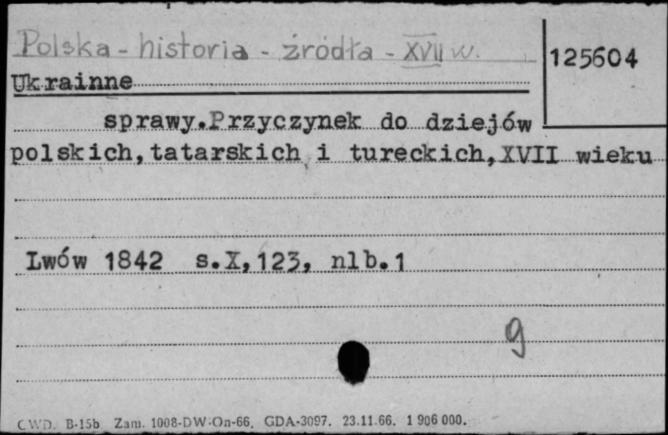 Polska - historia - źródła - XVII w.
125604
Ukrainne
sprawy.Przyczynek do dziejów
polskich,tatarskich i tureckich,XVII wieku
Lwów 1842 s.X,123, nlb.1
9
CWD. B-15b Zam. 1008-DW-On-66. GDA-3097. 23.11.66. 1 906 000.